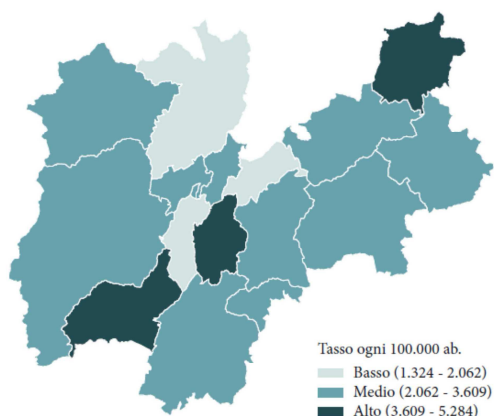 Tasso ogni 100.000 ab.
Basso (1.324 - 2.062)
Medio (2.062 - 3.609)
Alto (3.609 - 5.284)